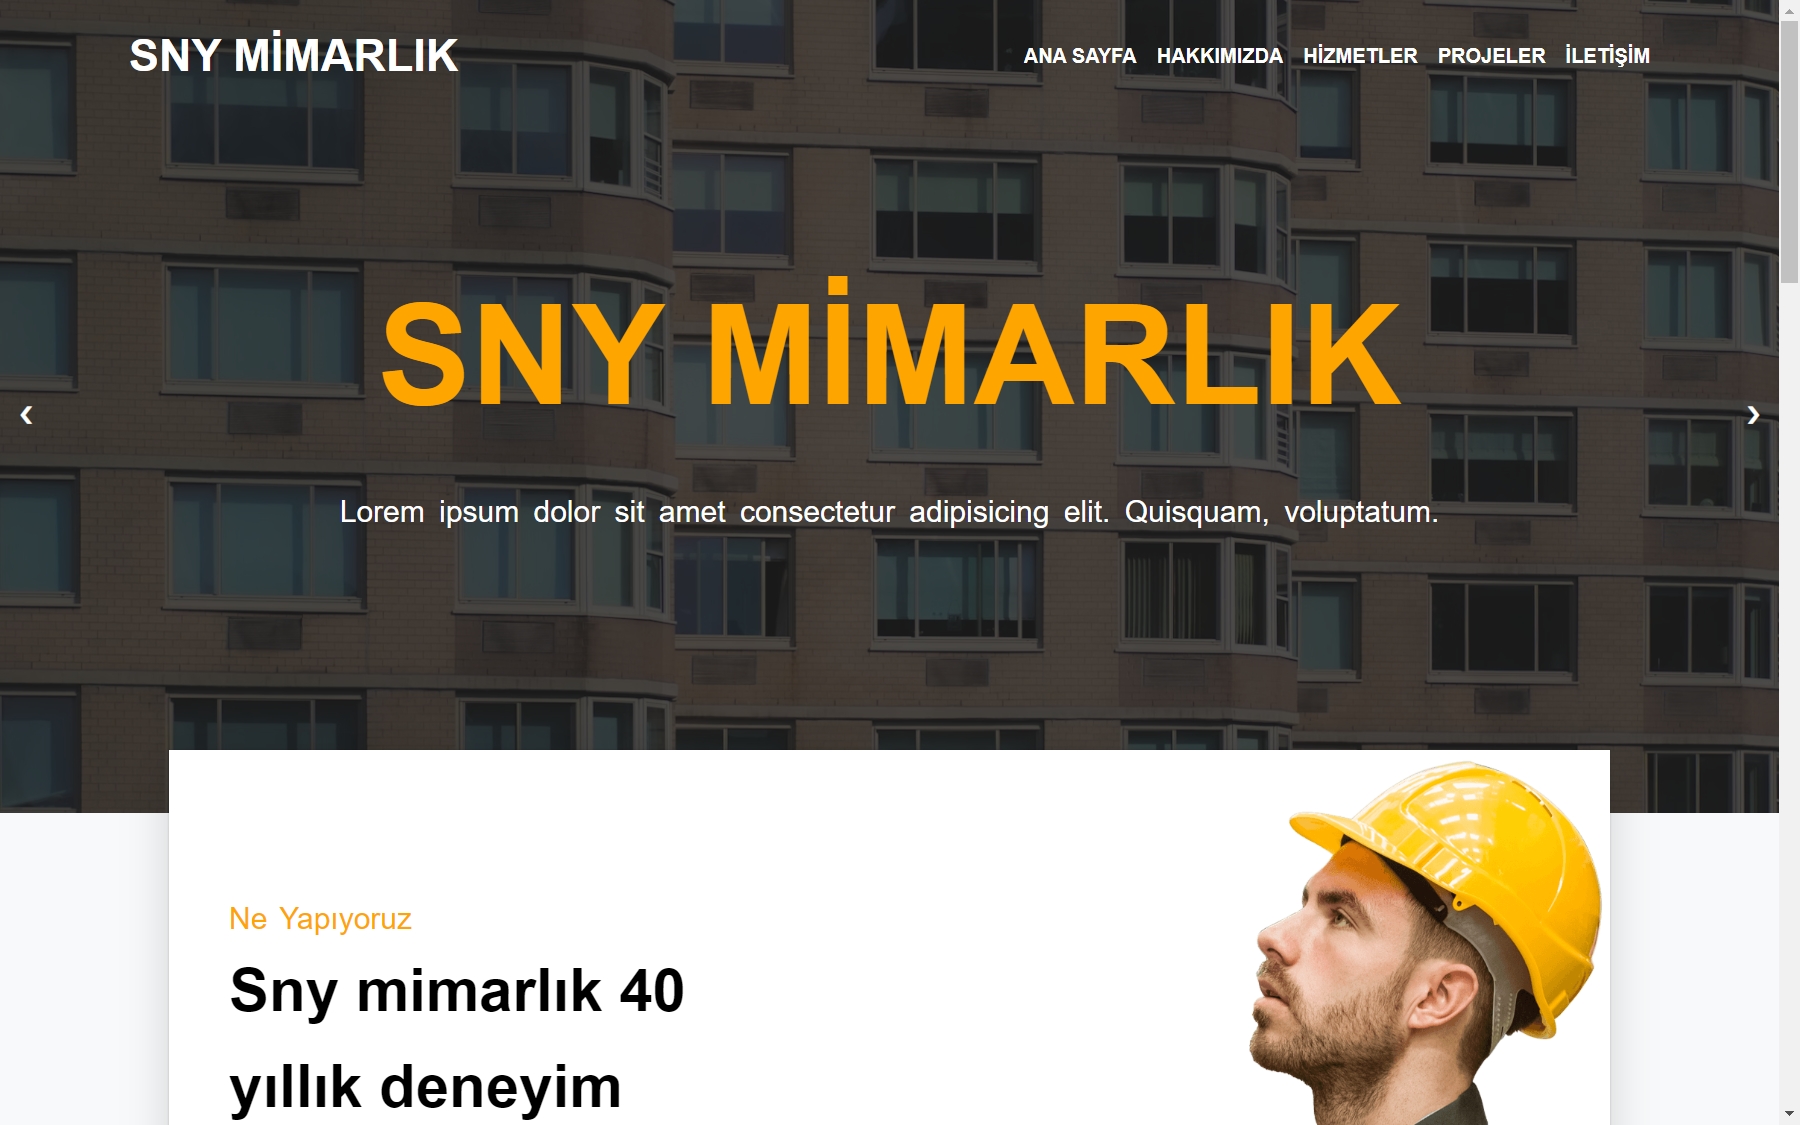 SNY MİMARLIK
ANA SAYFA HAKKIMIZDA HİZMETLER PROJELER İLETİŞİM
SNY MİMARLIK
Lorem ipsum dolor sit amet consectetur adipisicing elit. Quisquam, voluptatum.
Ne Yapıyoruz
Sny mimarlık 40
yıllık deneyim